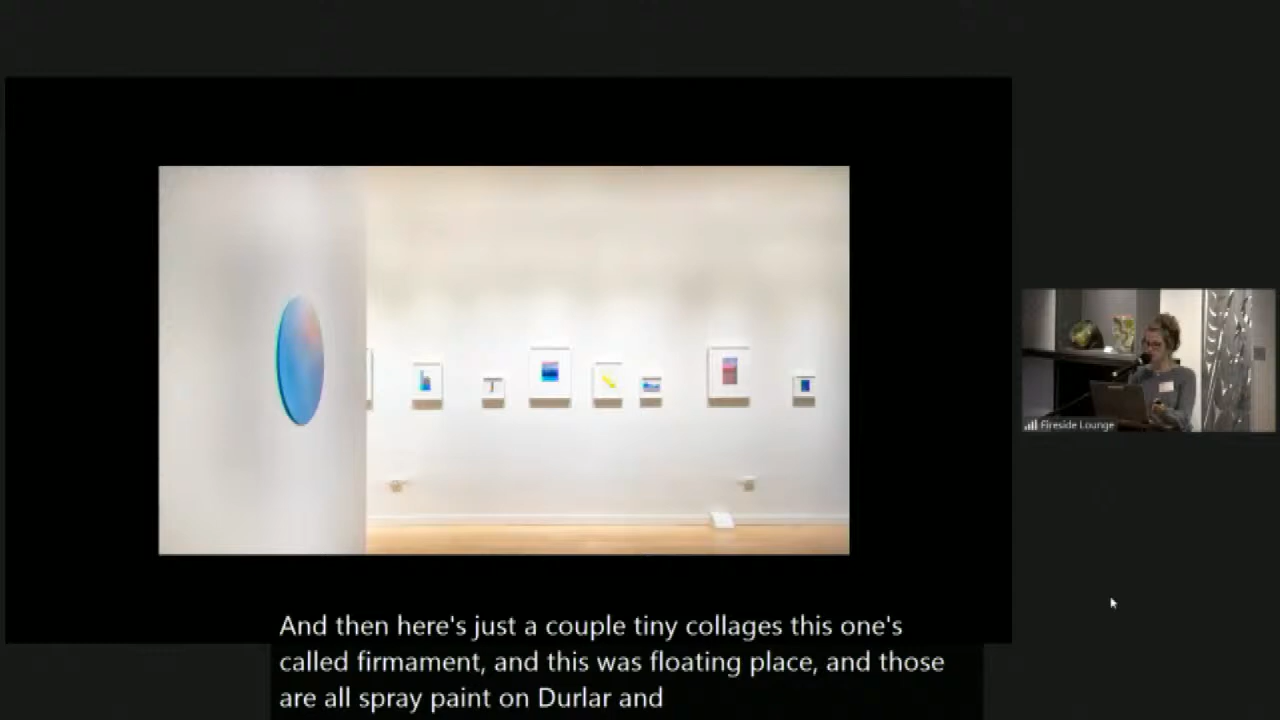 Fireside Lounge
And then here's just a couple tiny collages this one's
called firmament, and this was floating place, and those
are all spray paint on Durlar and